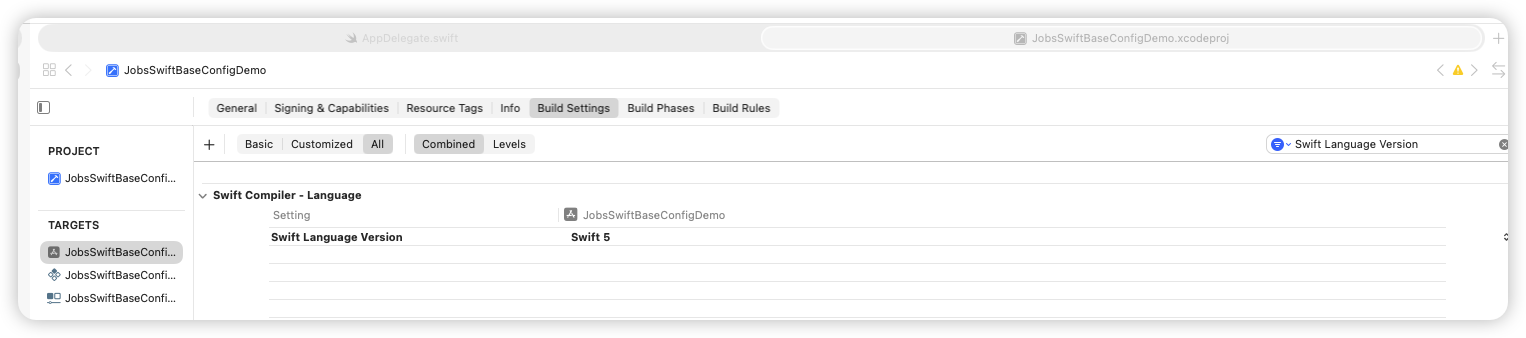 AppDelegate.swift
JobsSwiftBaseConfigDemo.xcodeproj
JobsSwiftBaseConfigDemo
General Signing & Capabilities Resource Tags Info Build Settings Build Phases Build Rules
Basic Customized All Combined Levels Swift Language Version
PROJECT
JobsSwiftBaseConfi...
TARGETS
JobsSwiftBaseConfi...
JobsSwiftBaseConfi...
JobsSwiftBaseConfi...
Swift Compiler - Language
Setting JobsSwiftBaseConfigDemo
Swift Language Version Swift 5